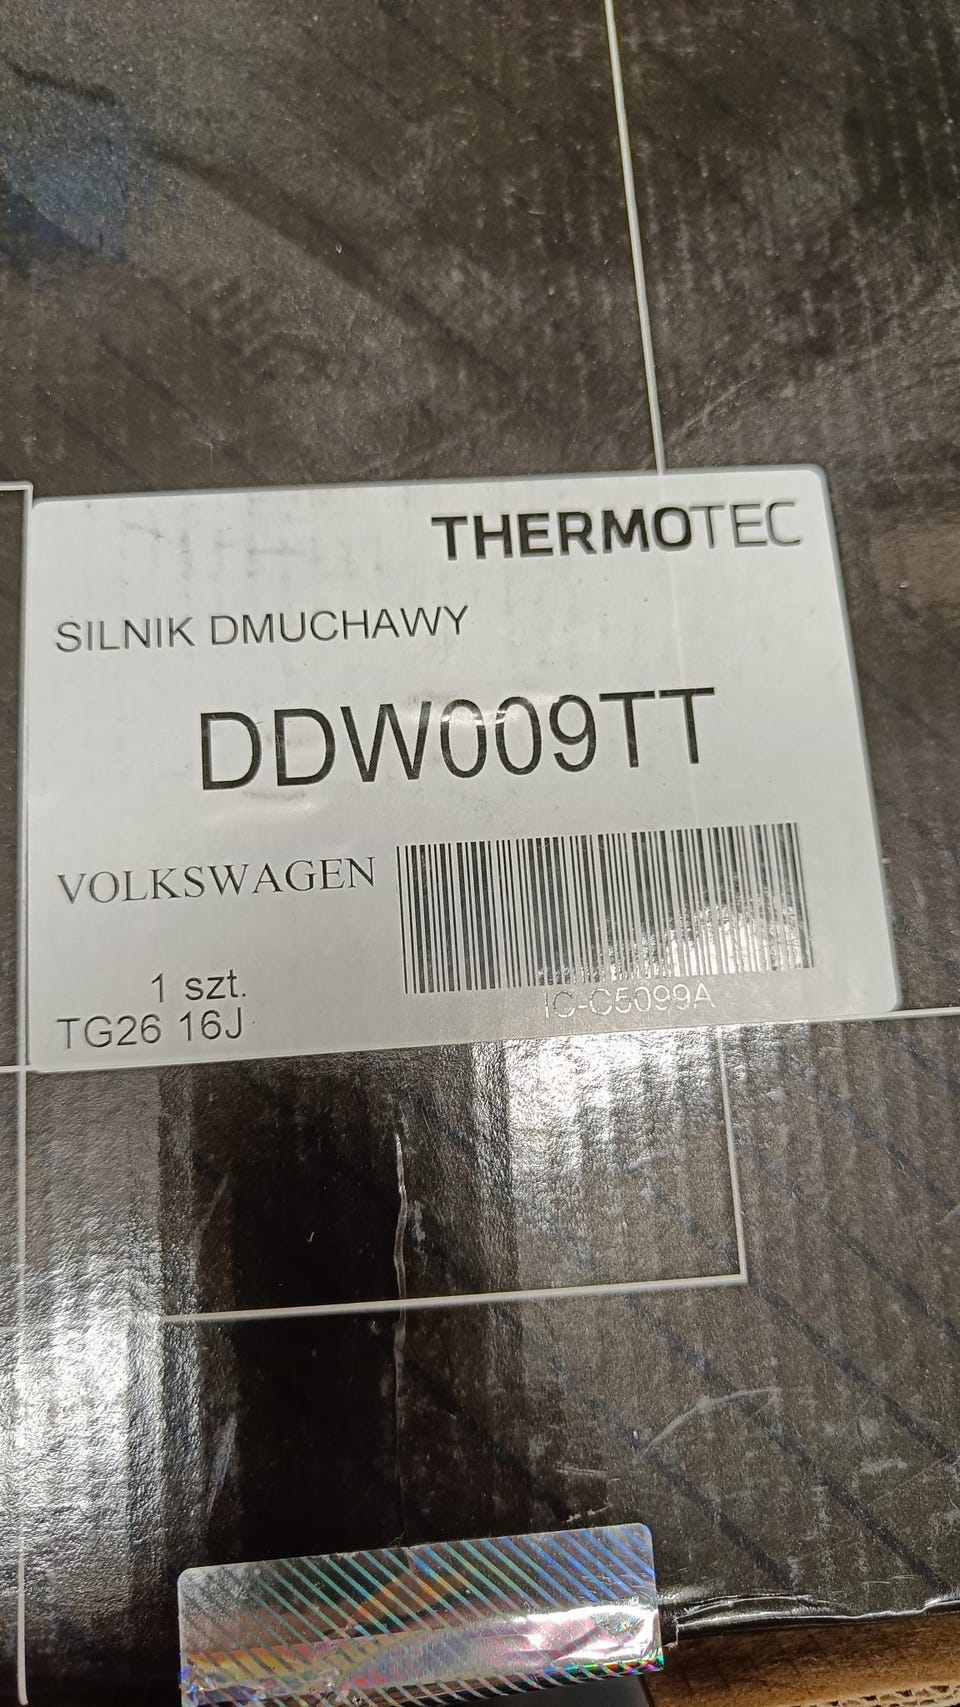 THERMOTEC
SILNIK DMUCHAWY
DDW009TT
VOLKSWAGEN
1 szt.
TG26 16J
IC-C5099A